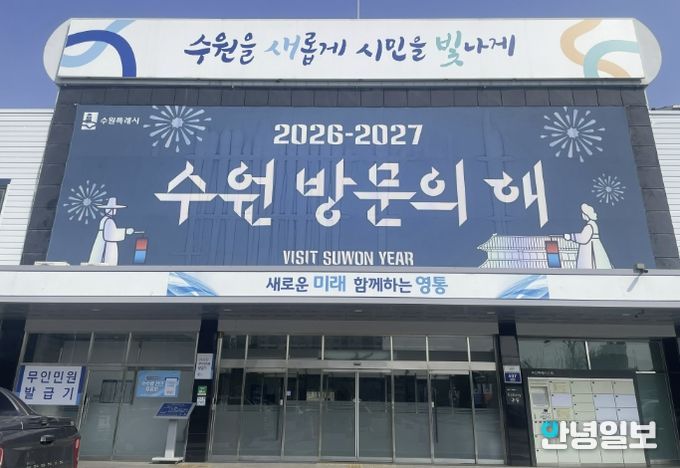 수원을 새롭게 시민을 빛나게
수원특례시
2026-2027
수원 방문의 해
VISIT SUWON YEAR
새로운 미래 함께하는 영통
무인민원
발급기
안녕일보